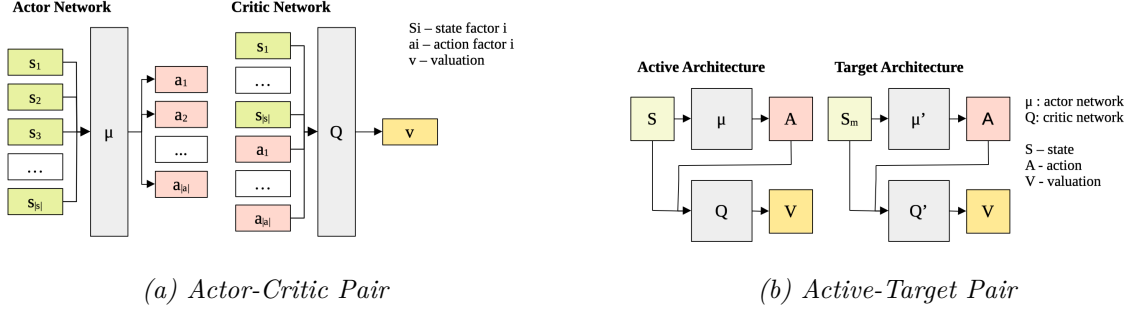 Actor Network
s1
s2
s3
…
s|s|
μ
a1
a2
...
a|a|
Critic Network
s1
…
s|s|
a1
…
a|a|
Q
v
Si – state factor i
ai – action factor i
v – valuation
(a) Actor-Critic Pair
Active Architecture
S
μ
A
Q
V
Target Architecture
Sm
μ’
A
Q’
V
μ : actor network
Q: critic network
S – state
A - action
V - valuation
(b) Active-Target Pair